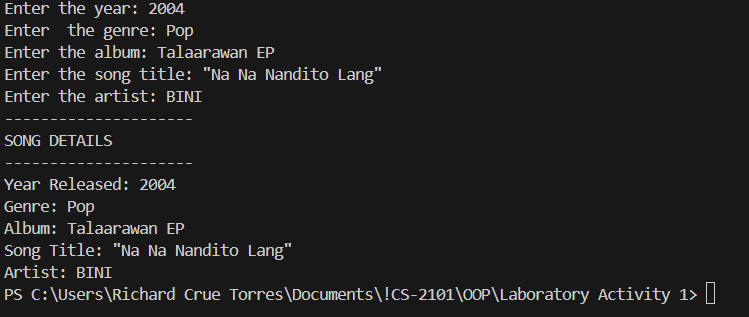 Enter the year: 2004
Enter  the genre: Pop
Enter the album: Talaarawan EP
Enter the song title: "Na Na Nandito Lang"
Enter the artist: BINI
---------------------
SONG DETAILS
---------------------
Year Released: 2004
Genre: Pop
Album: Talaarawan EP
Song Title: "Na Na Nandito Lang"
Artist: BINI
PS C:\Users\Richard Crue Torres\Documents\!CS-2101\OOP\Laboratory Activity 1>